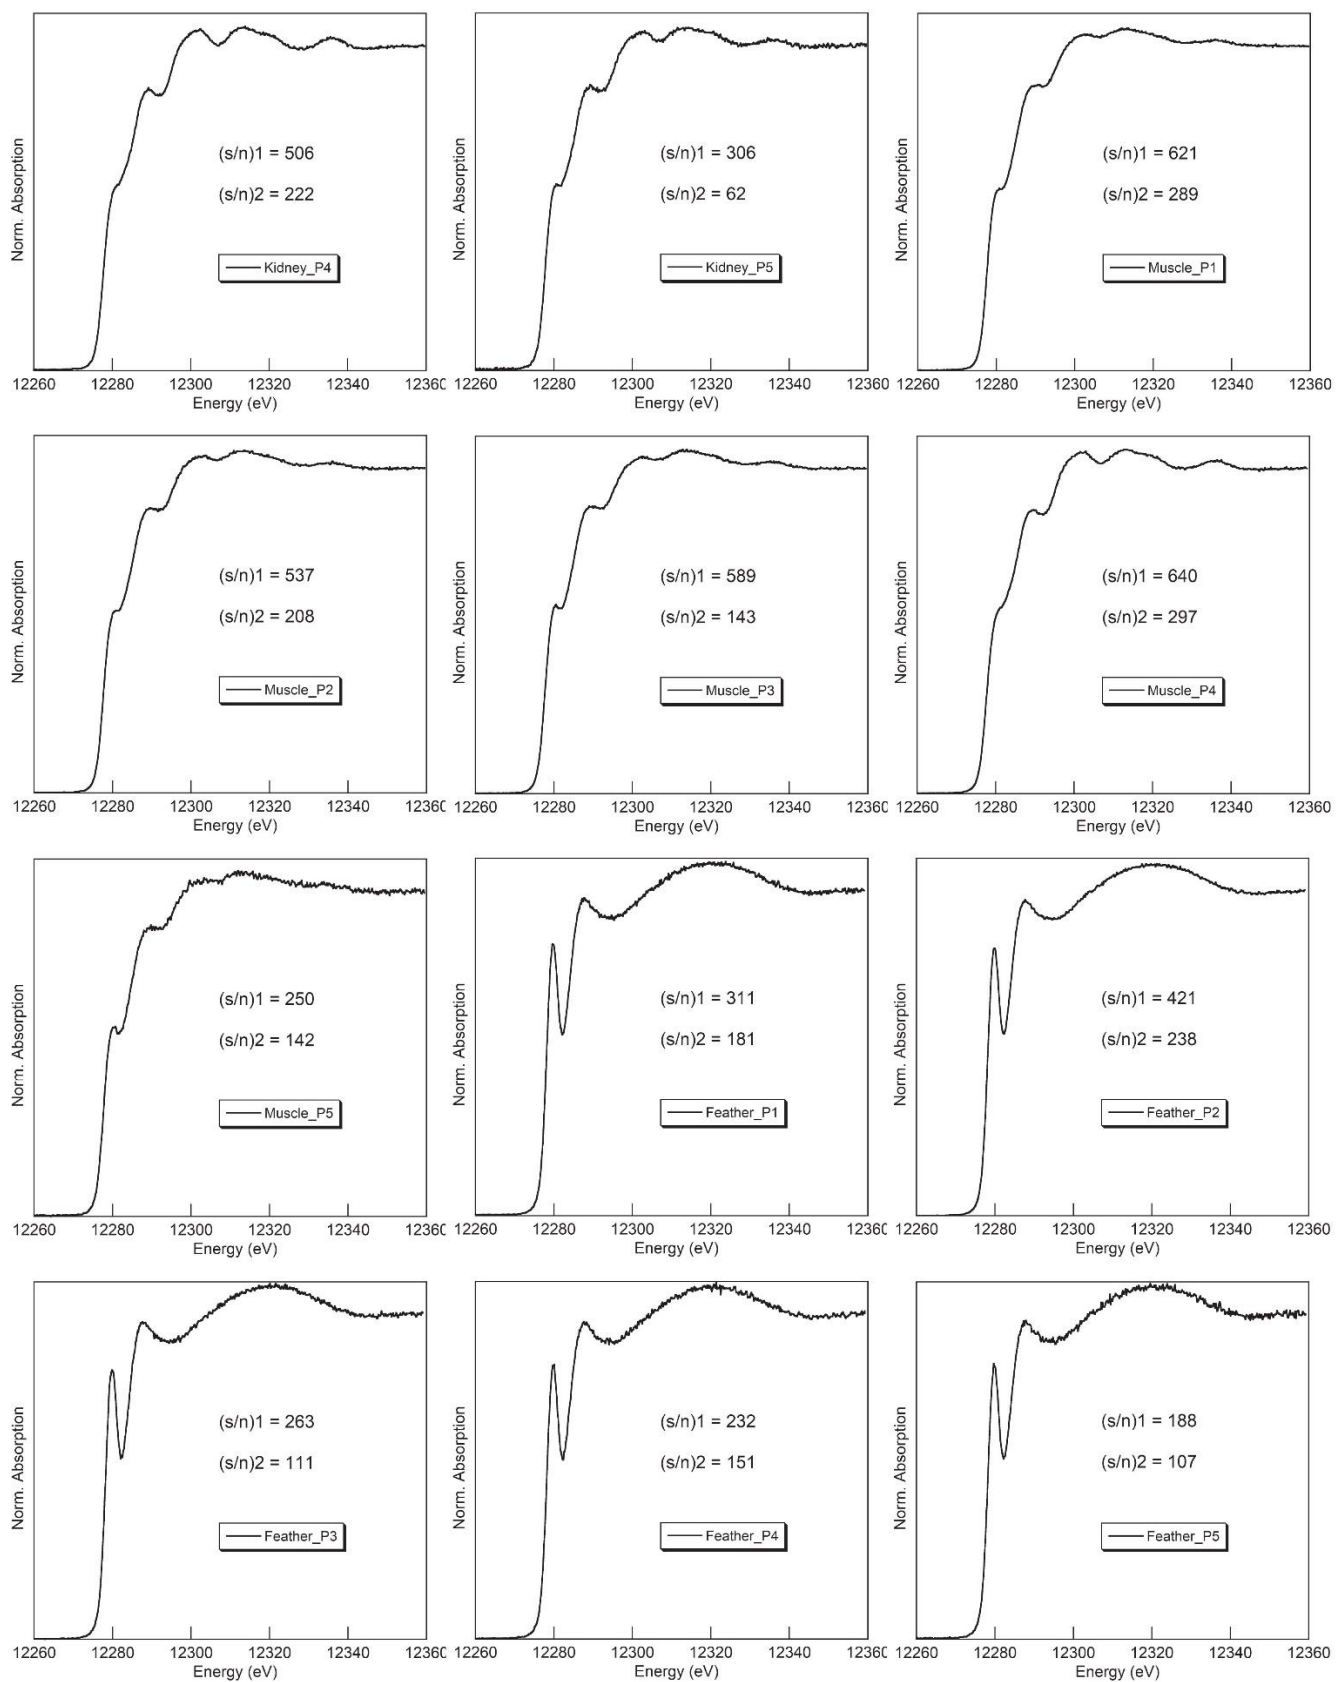 Norm. Absorption
(s/n)1 = 506
(s/n)2 = 222
Kidney_P4
12260 12280 12300 12320 12340 12360
Energy (eV)
Norm. Absorption
(s/n)1 = 306
(s/n)2 = 62
Kidney_P5
12280 12300 12320 12340 12360
Energy (eV)
Norm. Absorption
(s/n)1 = 621
(s/n)2 = 289
Muscle_P1
12260 12280 12300 12320 12340 12360
Energy (eV)
Norm. Absorption
(s/n)1 = 537
(s/n)2 = 208
Muscle_P2
12260 12280 12300 12320 12340 12360
Energy (eV)
Norm. Absorption
(s/n)1 = 589
(s/n)2 = 143
Muscle_P3
12280 12300 12320 12340 12360
Energy (eV)
Norm. Absorption
(s/n)1 = 640
(s/n)2 = 297
Muscle_P4
12260 12280 12300 12320 12340 12360
Energy (eV)
Norm. Absorption
(s/n)1 = 250
(s/n)2 = 142
Muscle_P5
12260 12280 12300 12320 12340 12360
Energy (eV)
Norm. Absorption
(s/n)1 = 311
(s/n)2 = 181
Feather_P1
12280 12300 12320 12340 12360
Energy (eV)
Norm. Absorption
(s/n)1 = 421
(s/n)2 = 238
Feather_P2
12260 12280 12300 12320 12340 12360
Energy (eV)
Norm. Absorption
(s/n)1 = 263
(s/n)2 = 111
Feather_P3
12260 12280 12300 12320 12340 12360
Energy (eV)
Norm. Absorption
(s/n)1 = 232
(s/n)2 = 151
Feather_P4
12280 12300 12320 12340 12360
Energy (eV)
Norm. Absorption
(s/n)1 = 188
(s/n)2 = 107
Feather_P5
12260 12280 12300 12320 12340 12360
Energy (eV)